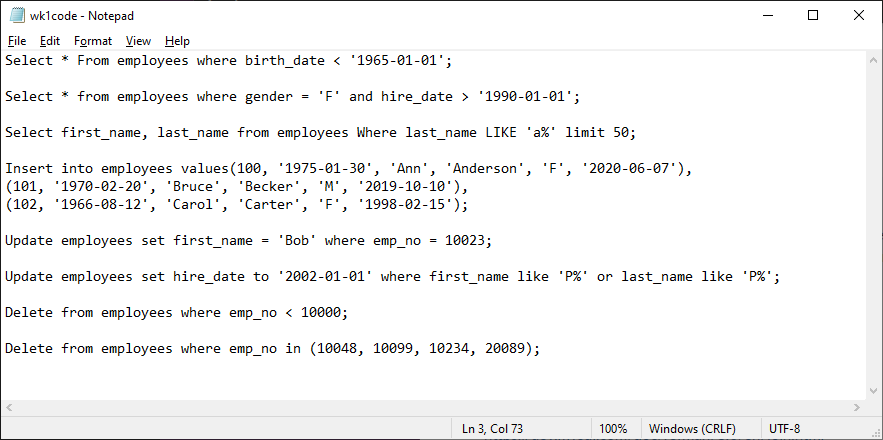 wk1code - Notepad
File Edit Format View Help
Select * From employees where birth_date < '1965-01-01';
Select * from employees where gender = 'F' and hire_date > '1990-01-01';
Select first_name, last_name from employees Where last_name LIKE 'a%' limit 50;
Insert into employees values(100, '1975-01-30', 'Ann', 'Anderson', 'F', '2020-06-07'),
(101, '1970-02-20', 'Bruce', 'Becker', 'M', '2019-10-10'),
(102, '1966-08-12', 'Carol', 'Carter', 'F', '1998-02-15');
Update employees set first_name = 'Bob' where emp_no = 10023;
Update employees set hire_date to '2002-01-01' where first_name like 'P%' or last_name like 'P%';
Delete from employees where emp_no < 10000;
Delete from employees where emp_no in (10048, 10099, 10234, 20089);
Ln 3, Col 73 100% Windows (CRLF) UTF-8